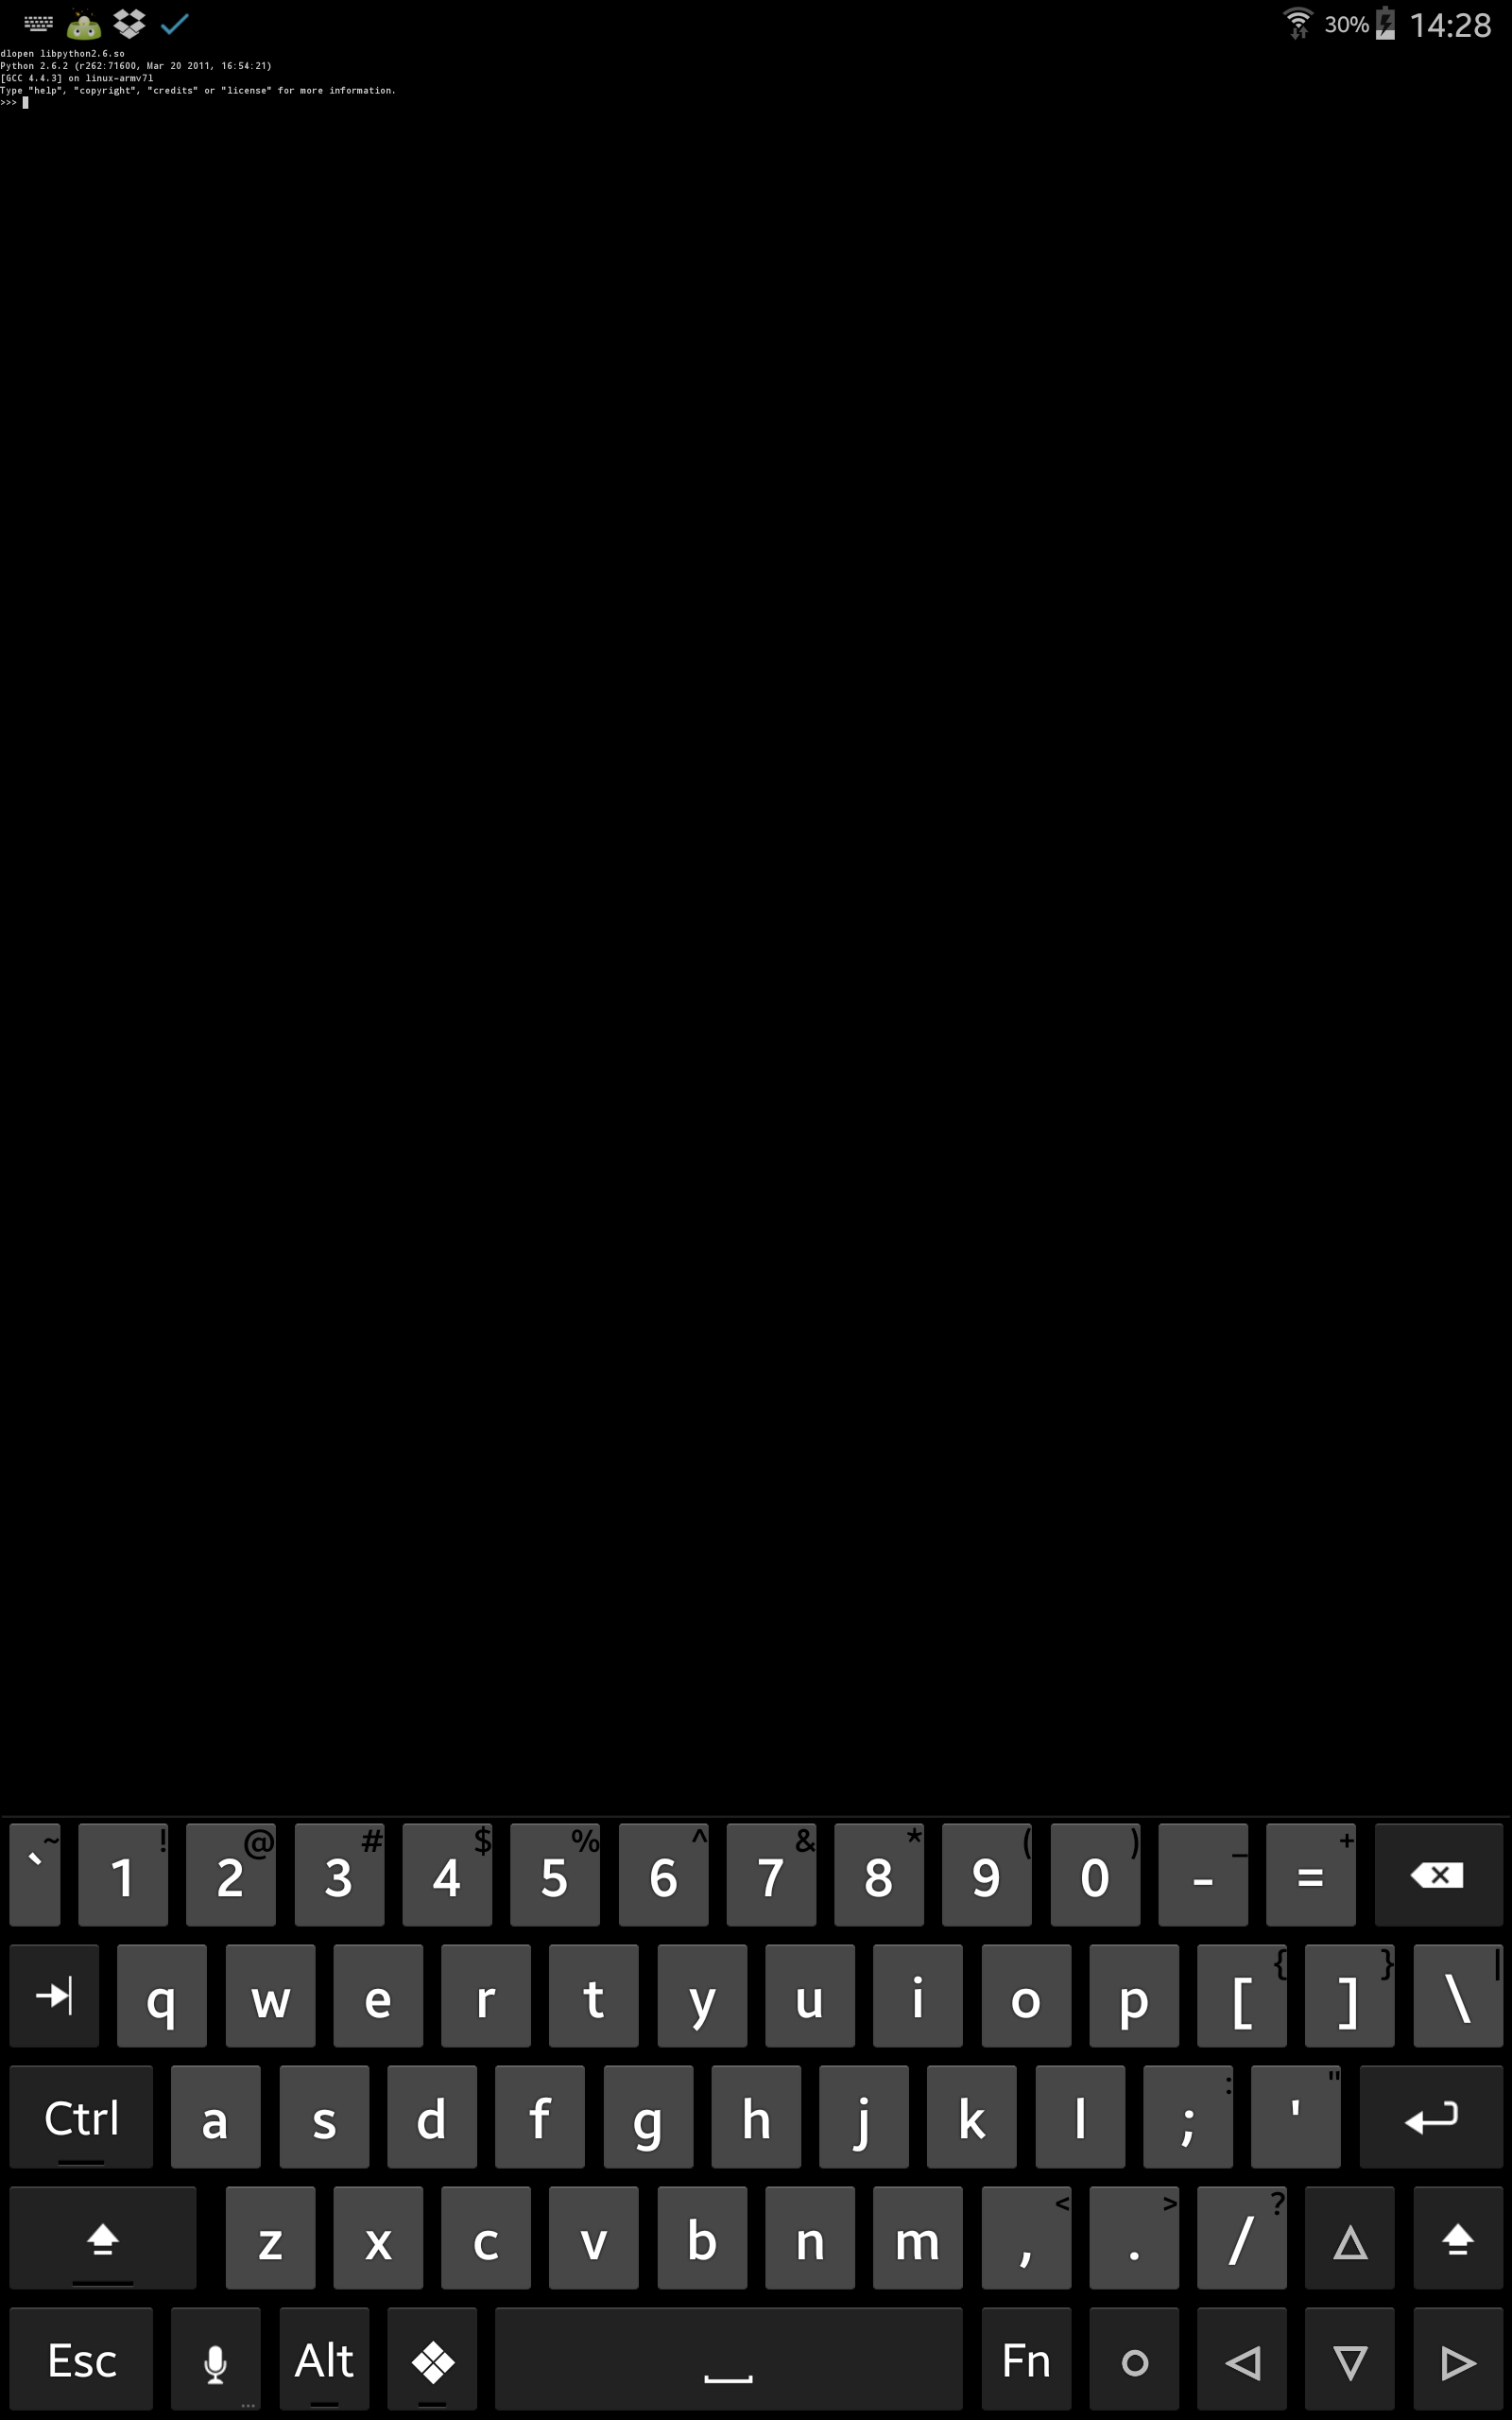 30% 14:28
dlopen libpython2.6.so
Python 2.6.2 (r262:71600, Mar 20 2011, 16:54:21)
[GCC 4.4.3] on linux-armv7l
Type "help", "copyright", "credits" or "license" for more information.
>>>
` ~ 1 ! 2 @ 3 # 4 $ 5 % 6 ^ 7 & 8 * 9 ( 0 ) - _ = +
q w e r t y u i o p [ { ] } \ |
Ctrl a s d f g h j k l ; : ' "
z x c v b n m , < . > / ?
Esc ... Alt Fn